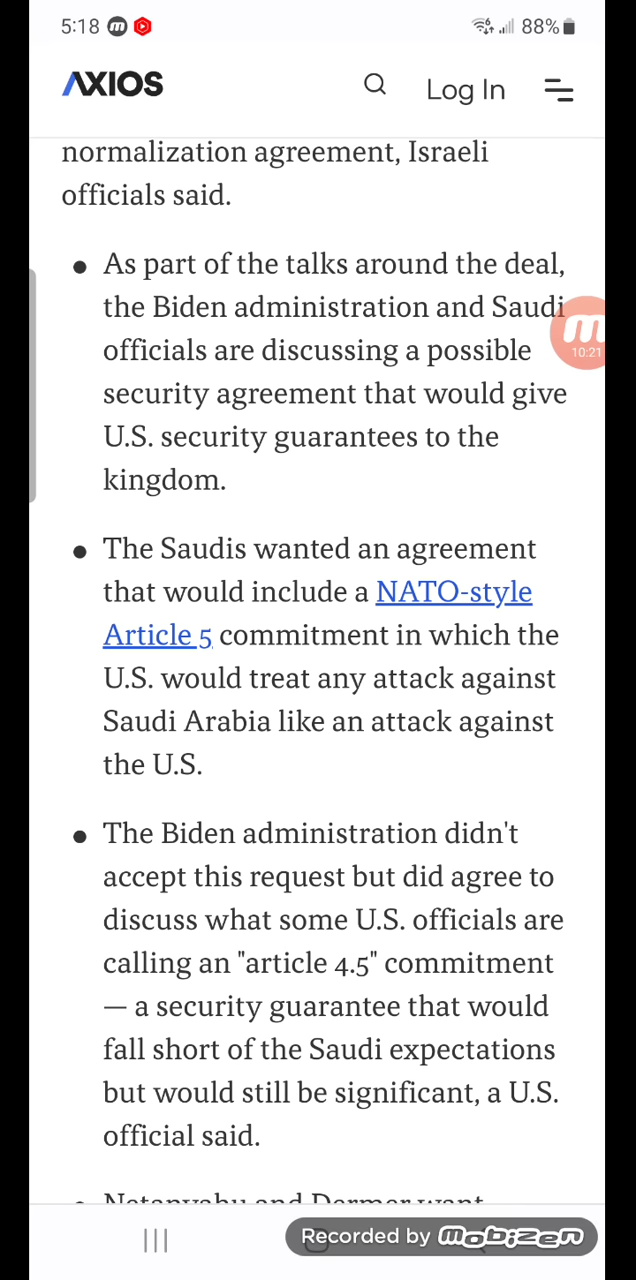 5:18 88%
AXIOS Log In
normalization agreement, Israeli
officials said.
● As part of the talks around the deal,
the Biden administration and Saudi
officials are discussing a possible
security agreement that would give
U.S. security guarantees to the
kingdom.
10:21
● The Saudis wanted an agreement
that would include a NATO-style
Article 5 commitment in which the
U.S. would treat any attack against
Saudi Arabia like an attack against
the U.S.
● The Biden administration didn't
accept this request but did agree to
discuss what some U.S. officials are
calling an "article 4.5" commitment
— a security guarantee that would
fall short of the Saudi expectations
but would still be significant, a U.S.
official said.
● Netanyahu and Dermer want
Recorded by mobizen